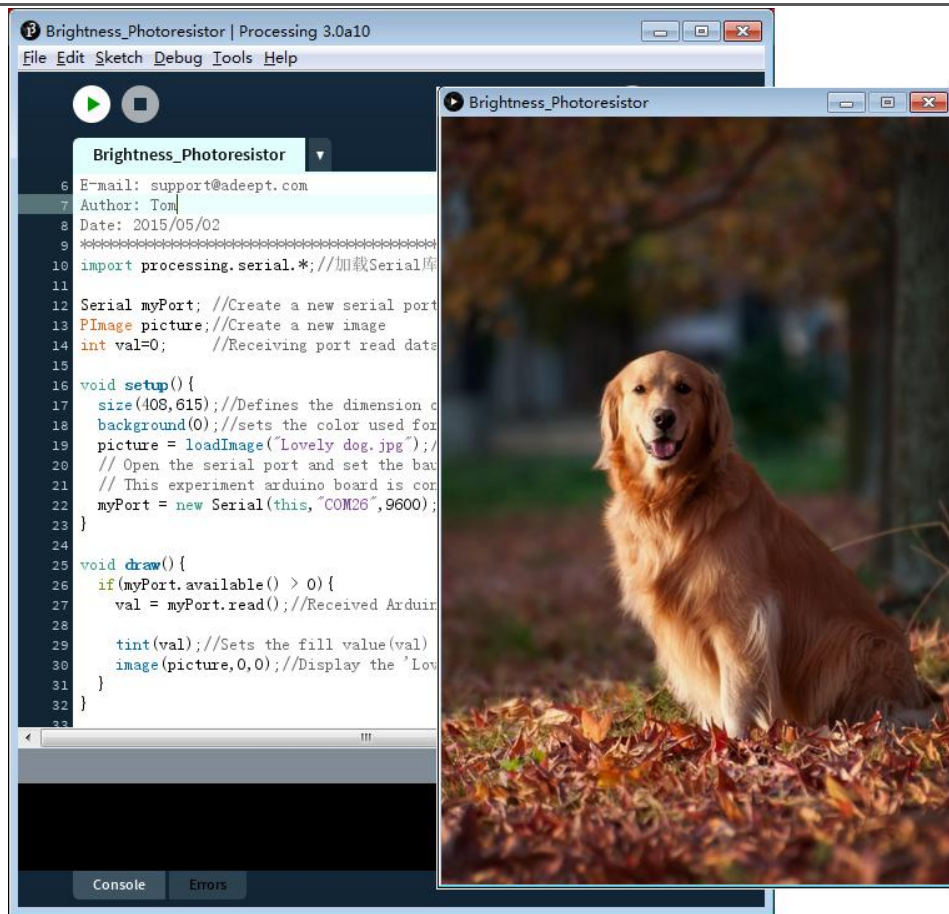 Brightness_Photoresistor | Processing 3.0a10
File Edit Sketch Debug Tools Help
Brightness_Photoresistor
Brightness_Photoresistor
6 E-mail: support@adeept.com
7 Author: Tom
8 Date: 2015/05/02
9 **************************************************
10 import processing.serial.*;//加载Serial库
11
12 Serial myPort; //Create a new serial port
13 PImage picture;//Create a new image
14 int val=0;      //Receiving port read data
15
16 void setup(){
17   size(408,615);//Defines the dimension
18   background(0);//sets the color used for
19   picture = loadImage("Lovely dog.jpg");/
20   // Open the serial port and set the
21   // This experiment arduino board is
22   myPort = new Serial(this,"COM26",9600);
23 }
24
25 void draw(){
26   if(myPort.available() > 0){
27     val = myPort.read();//Received
28
29     tint(val);//Sets the fill value(val)
30     image(picture,0,0);//Display the
31   }
32 }
33
Console Errors